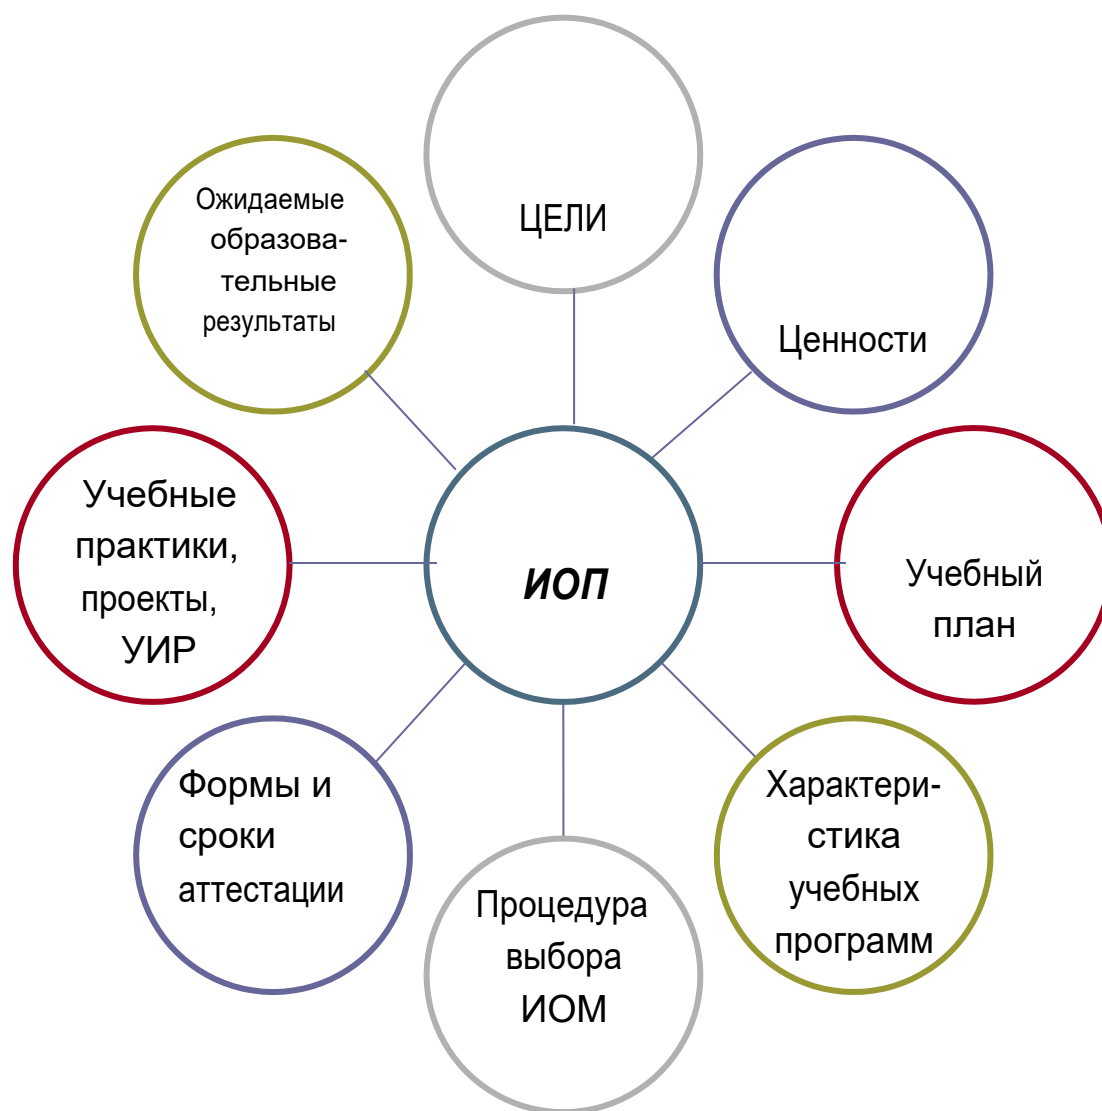 ЦЕЛИ
Ценности
Учебный
план
Характери-
стика
учебных
программ
Процедура
выбора
ИОМ
Формы и
сроки
аттестации
Учебные
практики,
проекты,
УИР
Ожидаемые
образова-
тельные
результаты
ИОП